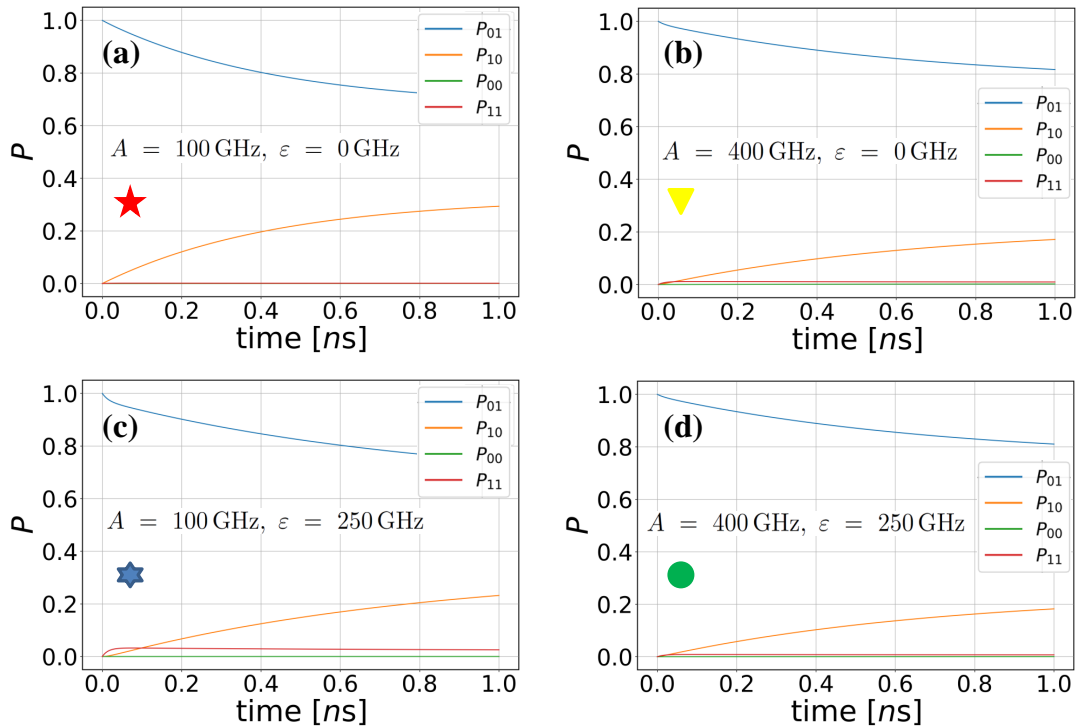 (a)
P₀₁
P₁₀
P₀₀
P₁₁
A = 100 GHz, ε = 0 GHz
P
1.0
0.8
0.6
0.4
0.2
0.0
0.0 0.2 0.4 0.6 0.8 1.0
time [ns]
(b)
P₀₁
P₁₀
P₀₀
P₁₁
A = 400 GHz, ε = 0 GHz
P
1.0
0.8
0.6
0.4
0.2
0.0
0.0 0.2 0.4 0.6 0.8 1.0
time [ns]
(c)
P₀₁
P₁₀
P₀₀
P₁₁
A = 100 GHz, ε = 250 GHz
P
1.0
0.8
0.6
0.4
0.2
0.0
0.0 0.2 0.4 0.6 0.8 1.0
time [ns]
(d)
P₀₁
P₁₀
P₀₀
P₁₁
A = 400 GHz, ε = 250 GHz
P
1.0
0.8
0.6
0.4
0.2
0.0
0.0 0.2 0.4 0.6 0.8 1.0
time [ns]